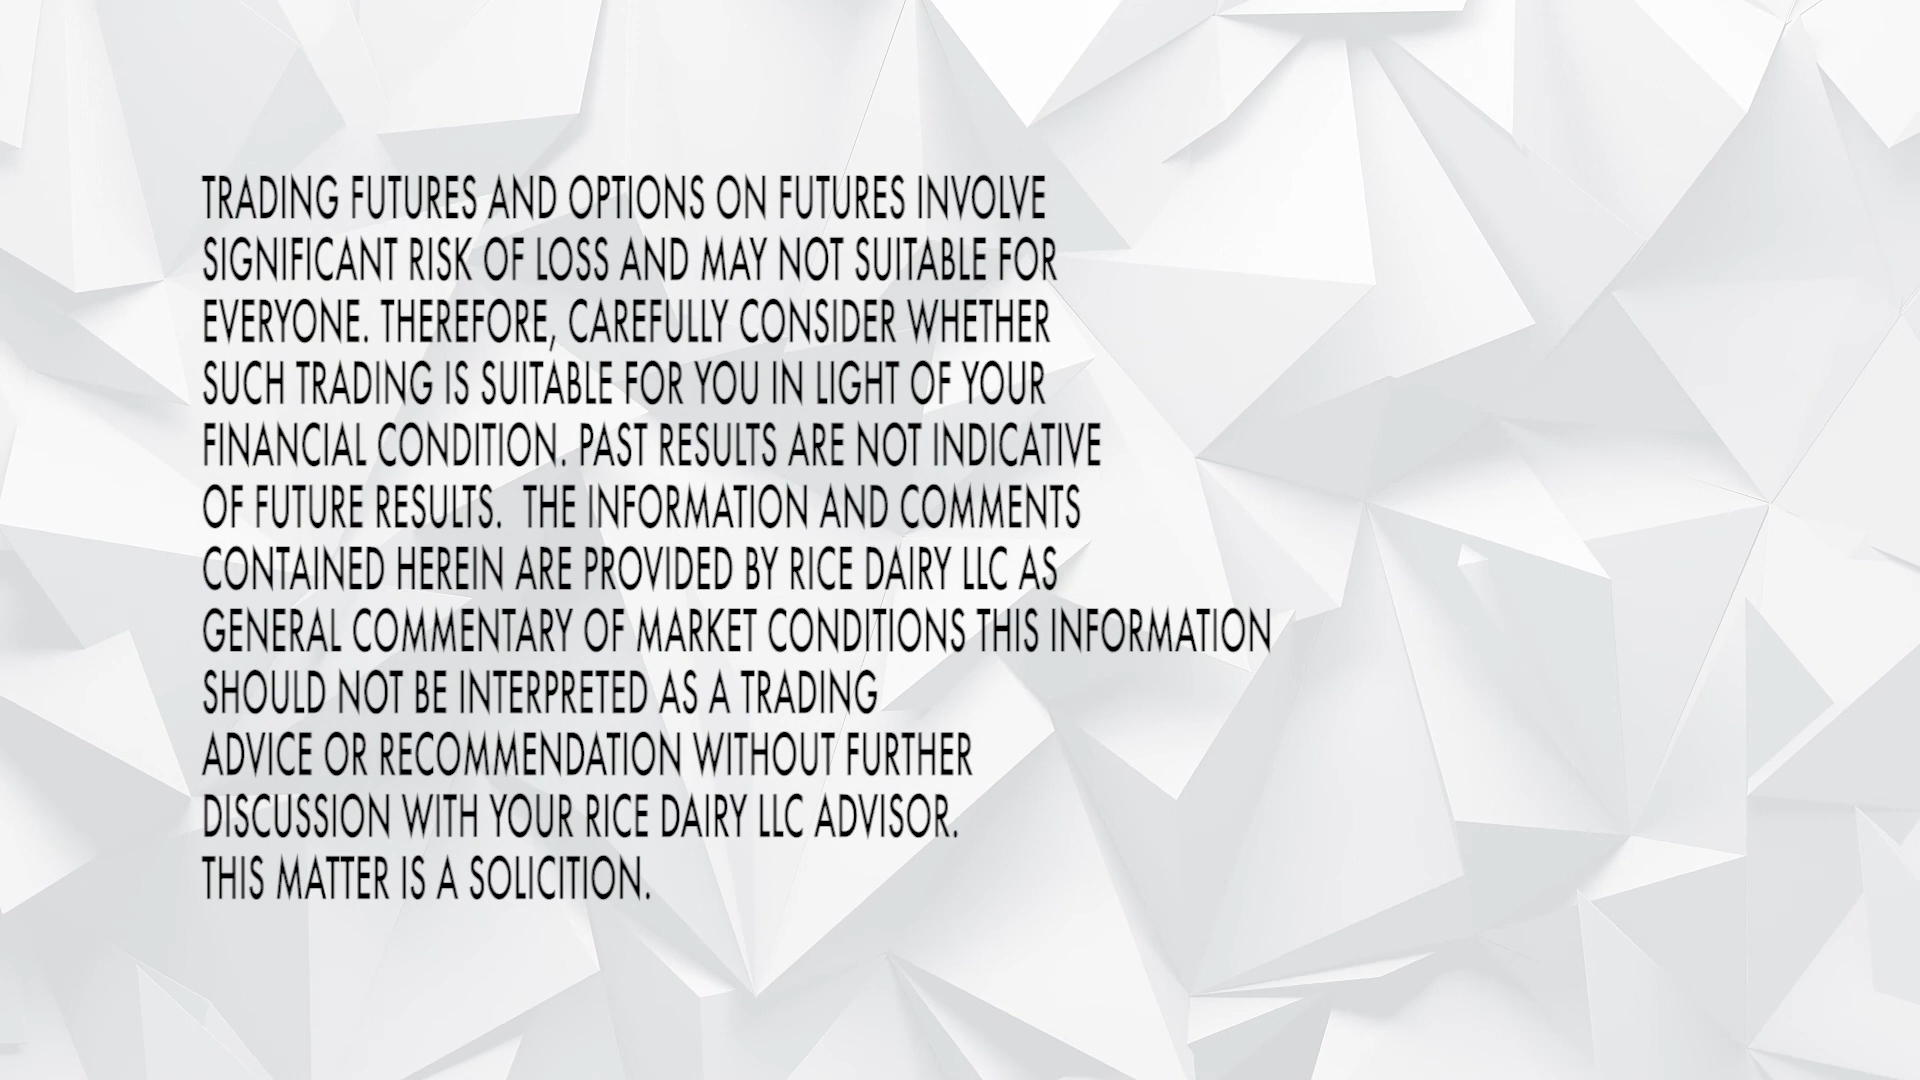 TRADING FUTURES AND OPTIONS ON FUTURES INVOLVE
SIGNIFICANT RISK OF LOSS AND MAY NOT SUITABLE FOR
EVERYONE. THEREFORE, CAREFULLY CONSIDER WHETHER
SUCH TRADING IS SUITABLE FOR YOU IN LIGHT OF YOUR
FINANCIAL CONDITION. PAST RESULTS ARE NOT INDICATIVE
OF FUTURE RESULTS.  THE INFORMATION AND COMMENTS
CONTAINED HEREIN ARE PROVIDED BY RICE DAIRY LLC AS
GENERAL COMMENTARY OF MARKET CONDITIONS THIS INFORMATION
SHOULD NOT BE INTERPRETED AS A TRADING
ADVICE OR RECOMMENDATION WITHOUT FURTHER
DISCUSSION WITH YOUR RICE DAIRY LLC ADVISOR.
THIS MATTER IS A SOLICITION.